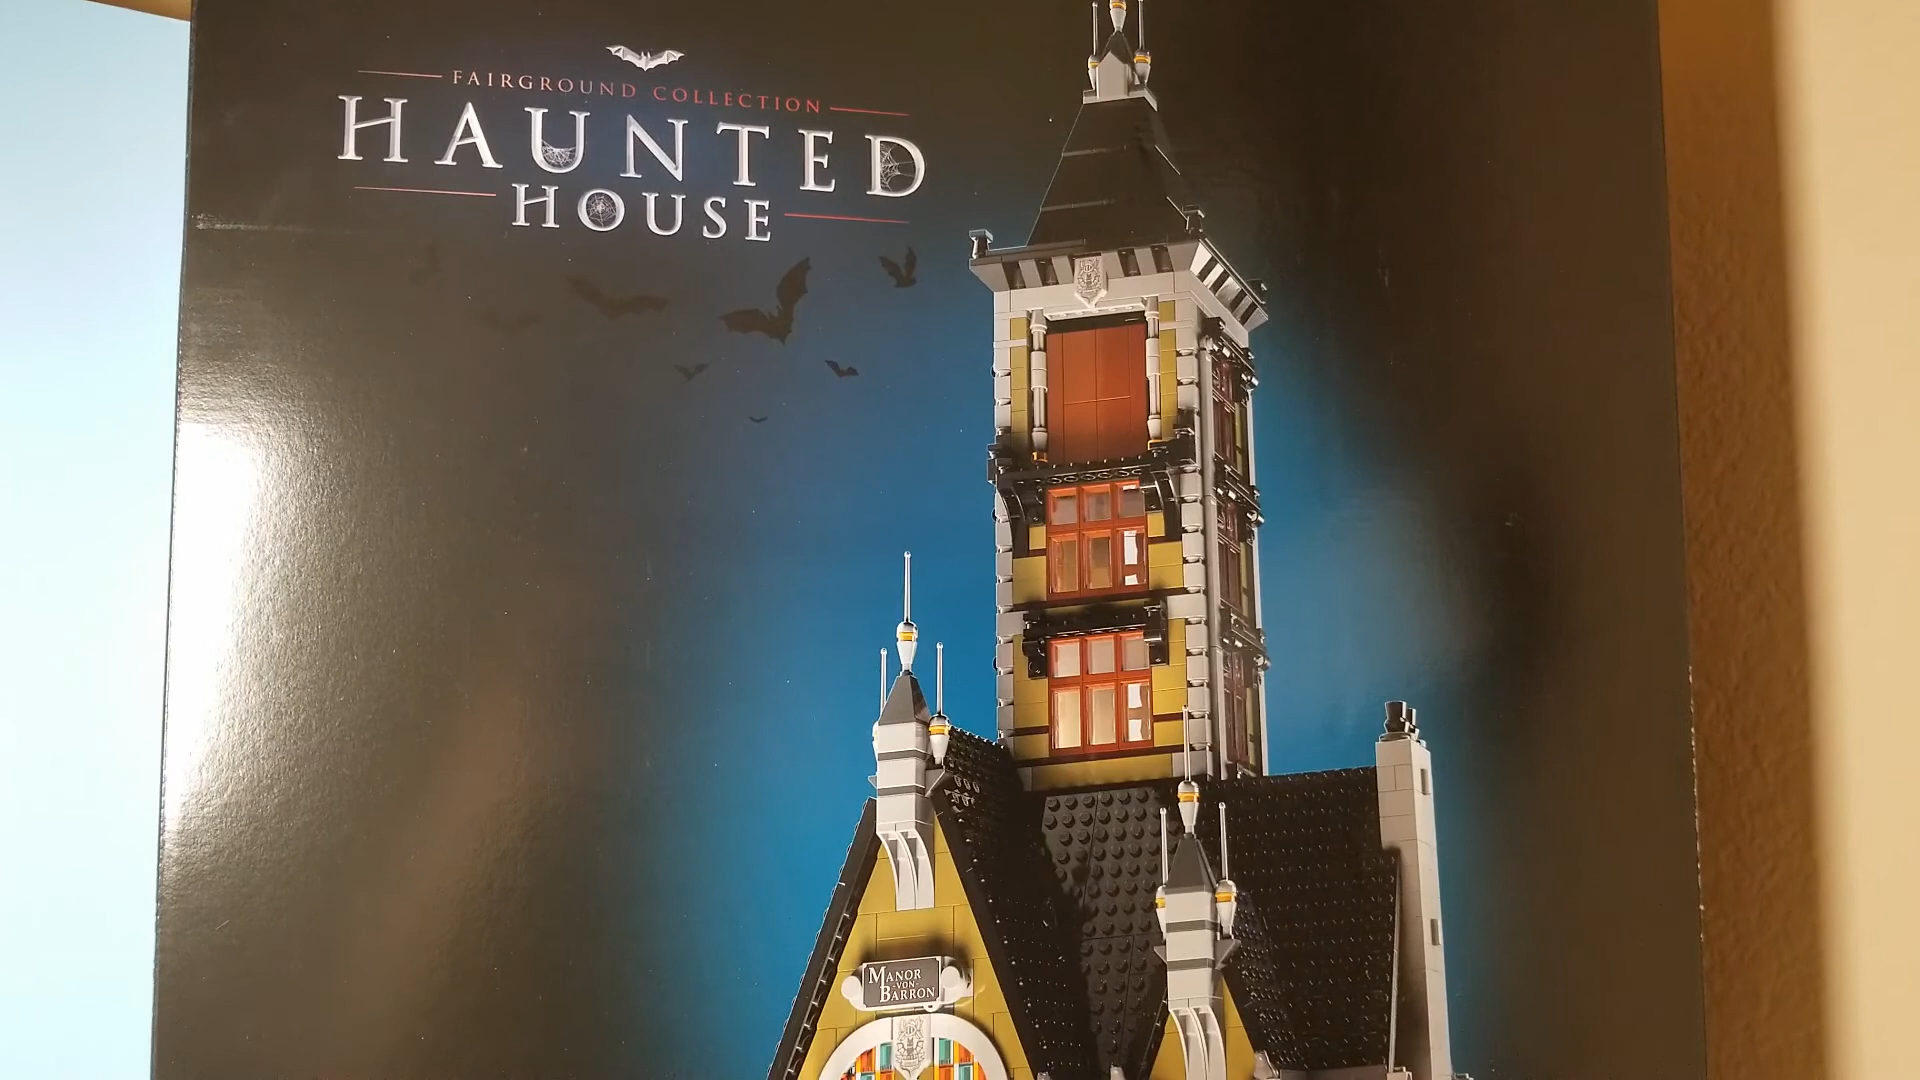 FAIRGROUND COLLECTION
HAUNTED
HOUSE
MANOR
-VON-
BARRON